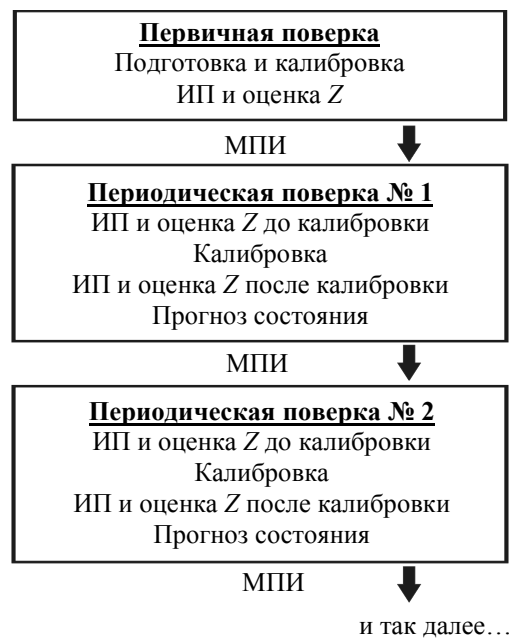 Первичная поверка
Подготовка и калибровка
ИП и оценка Z
МПИ
Периодическая поверка № 1
ИП и оценка Z до калибровки
Калибровка
ИП и оценка Z после калибровки
Прогноз состояния
МПИ
Периодическая поверка № 2
ИП и оценка Z до калибровки
Калибровка
ИП и оценка Z после калибровки
Прогноз состояния
МПИ
и так далее…